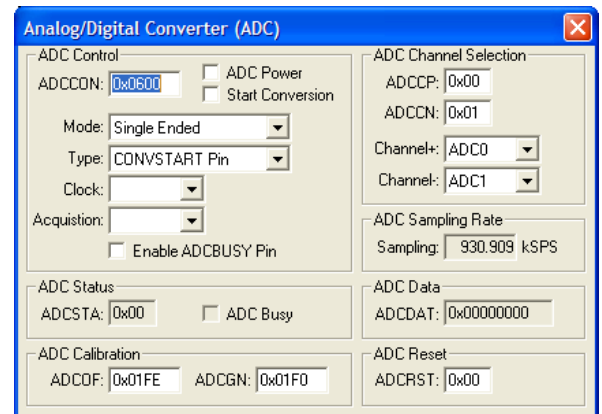 Analog/Digital Converter (ADC)
ADC Control
ADCCON: 0x0600
ADC Power
Start Conversion
Mode: Single Ended
Type: CONVSTART Pin
Clock:
Acquistion:
Enable ADCBUSY Pin
ADC Channel Selection
ADCCP: 0x00
ADCCN: 0x01
Channel+: ADC0
Channel-: ADC1
ADC Sampling Rate
Sampling: 930.909 kSPS
ADC Status
ADCSTA: 0x00
ADC Busy
ADC Data
ADCDAT: 0x00000000
ADC Calibration
ADCOF: 0x01FE ADCGN: 0x01F0
ADC Reset
ADCRST: 0x00